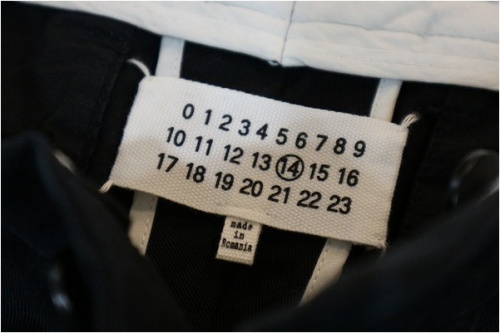 0 1 2 3 4 5 6 7 8 9
10 11 12 13 14 15 16
17 18 19 20 21 22 23
made
in
Romania